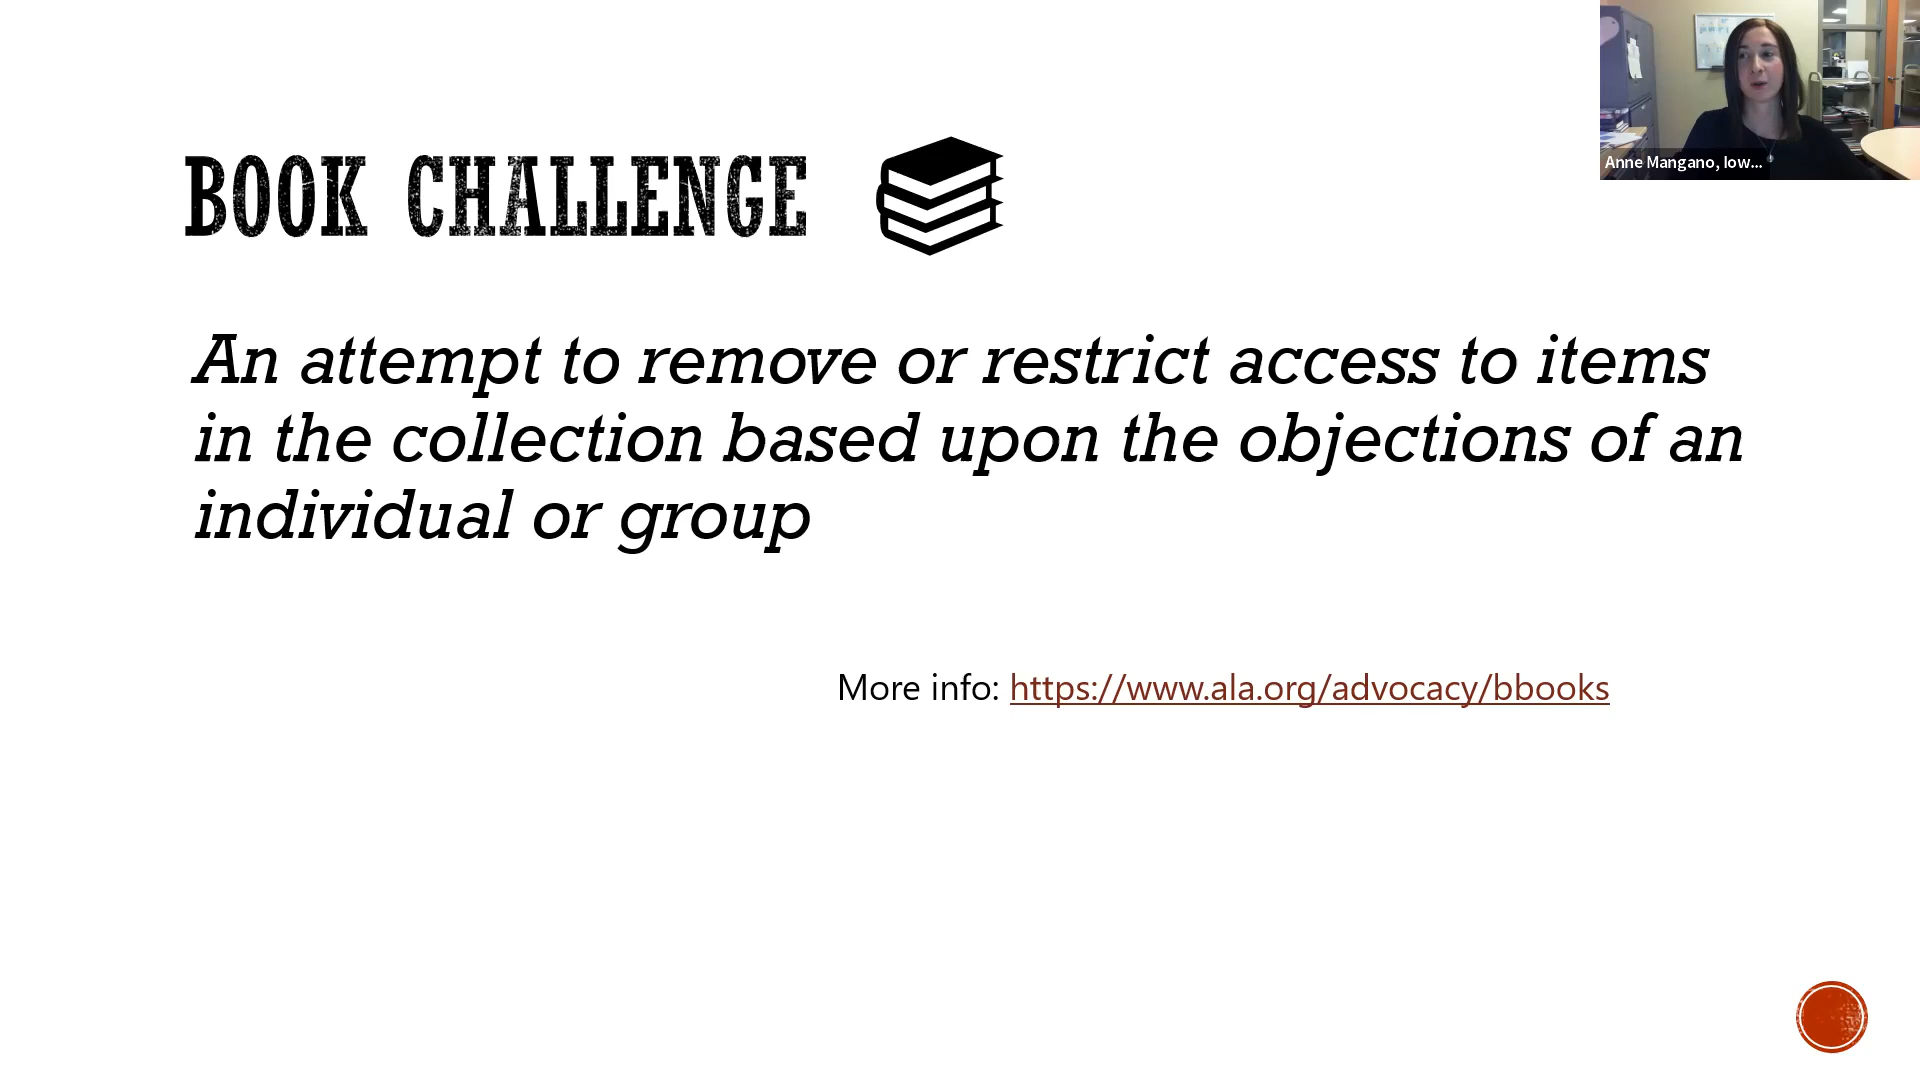 BOOK CHALLENGE
An attempt to remove or restrict access to items
in the collection based upon the objections of an
individual or group
More info: https://www.ala.org/advocacy/bbooks
Anne Mangano, Iow...